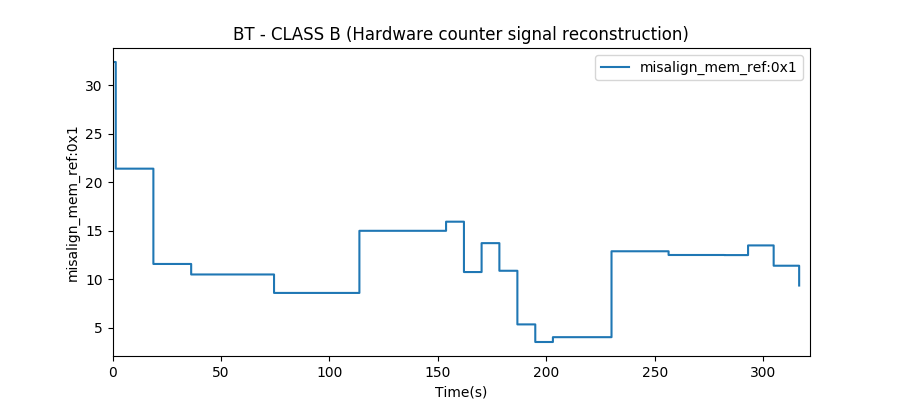 BT - CLASS B (Hardware counter signal reconstruction)
misalign_mem_ref:0x1
misalign_mem_ref:0x1
30
25
20
15
10
5
0 50 100 150 200 250 300
Time(s)